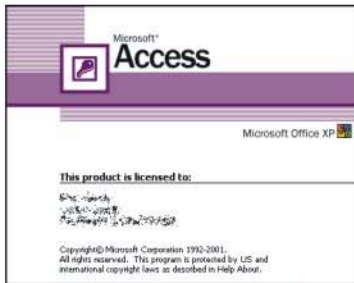 Microsoft®
Access
Microsoft Office XP
This product is licensed to:
Copyright© Microsoft Corporation 1992-2001.
All rights reserved. This program is protected by US and
international copyright laws as described in Help About.